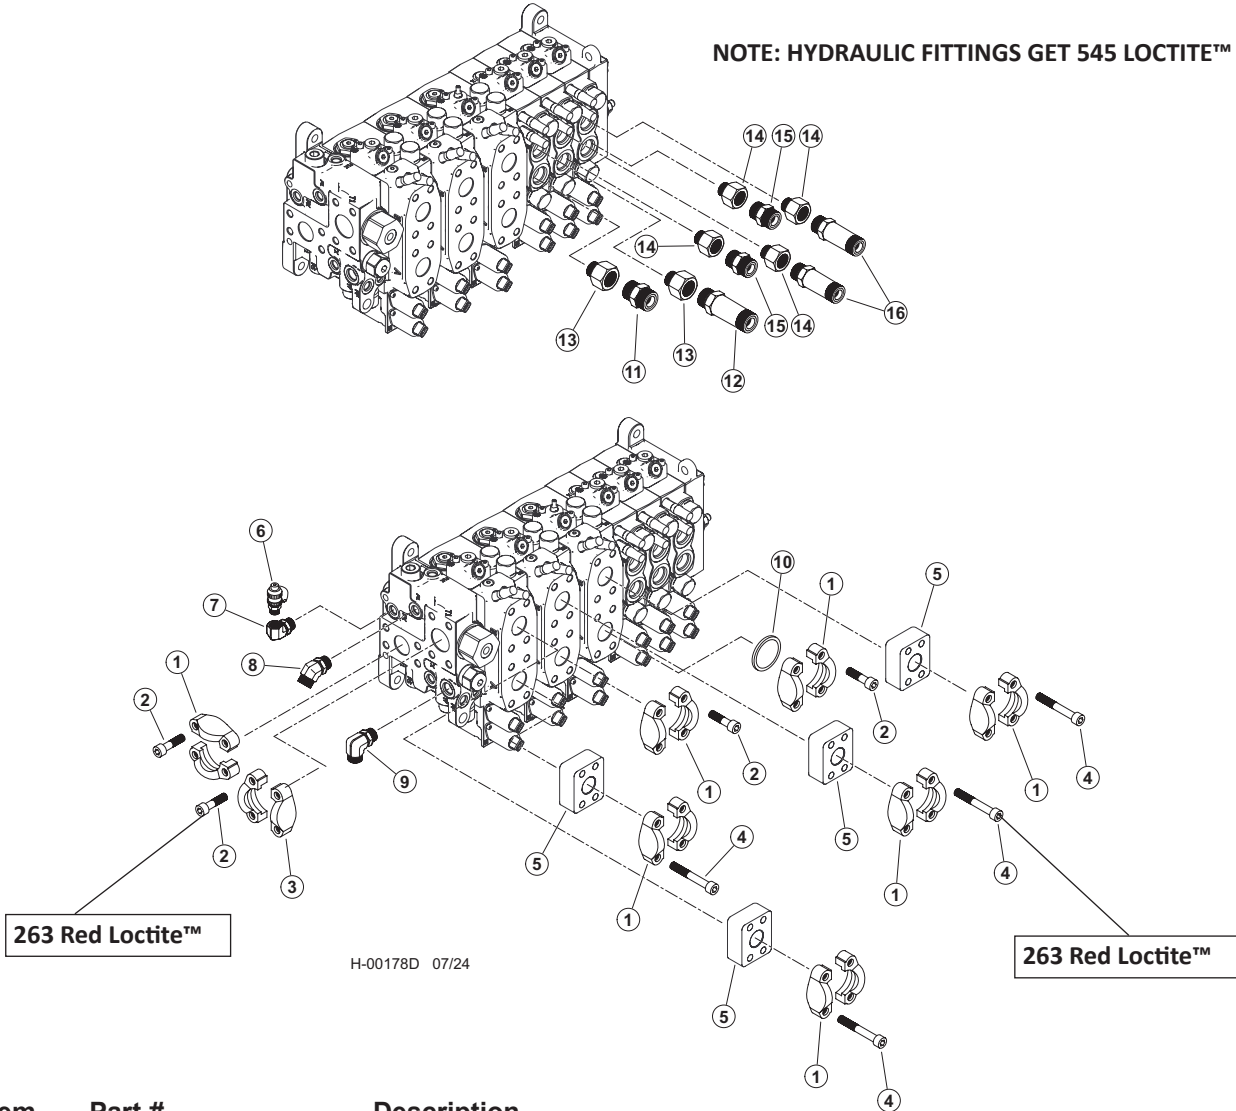 NOTE: HYDRAULIC FITTINGS GET 545 LOCTITE™
14 15 14
14
16
13 15 14
11 13 12
6
10 1 5
7
1 8
2
2
1 2 1
9 5 4
2 5 4
3 1 4
1
263 Red Loctite™
263 Red Loctite™
H-00178D 07/24
5
1
4
Part #
Description